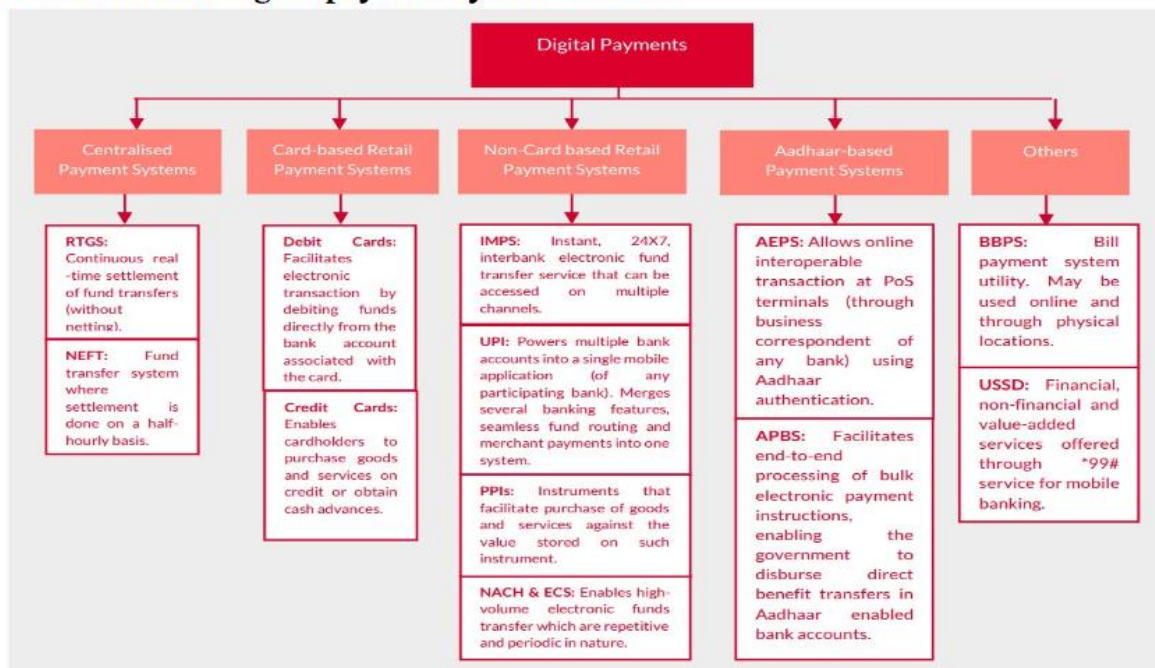 Digital Payments
Centralised
Payment Systems
RTGS:
Continuous real
-time settlement
of fund transfers
(without
netting).
NEFT: Fund
transfer system
where
settlement is
done on a half-
hourly basis.
Card-based Retail
Payment Systems
Debit Cards:
Facilitates
electronic
transaction by
debiting funds
directly from the
bank account
associated with
the card.
Credit Cards:
Enables
cardholders to
purchase goods
and services on
credit or obtain
cash advances.
Non-Card based Retail
Payment Systems
IMPS: Instant, 24X7,
interbank electronic fund
transfer service that can be
accessed on multiple
channels.
UPI: Powers multiple bank
accounts into a single mobile
application (of any
participating bank). Merges
several banking features,
seamless fund routing and
merchant payments into one
system.
PPIs: Instruments that
facilitate purchase of goods
and services against the
value stored on such
instrument.
NACH & ECS: Enables high-
volume electronic funds
transfer which are repetitive
and periodic in nature.
Aadhaar-based
Payment Systems
AEPS: Allows online
interoperable
transaction at PoS
terminals (through
business
correspondent of
any bank) using
Aadhaar
authentication.
APBS: Facilitates
end-to-end
processing of bulk
electronic payment
instructions,
enabling the
government to
disburse direct
benefit transfers in
Aadhaar enabled
bank accounts.
Others
BBPS: Bill
payment system
utility. May be
used online and
through physical
locations.
USSD: Financial,
non-financial and
value-added
services offered
through *99#
service for mobile
banking.